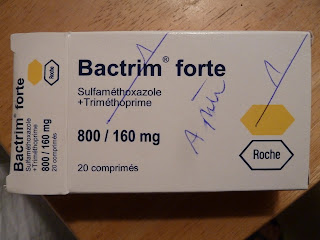 Bactrim® forte
Sulfaméthoxazole
+Triméthoprime
800 / 160 mg
20 comprimés
Roche
Roche
Bactrim® forte
Sulfaméthoxazole
+Triméthoprime
800 / 160 mg
20 comprimés